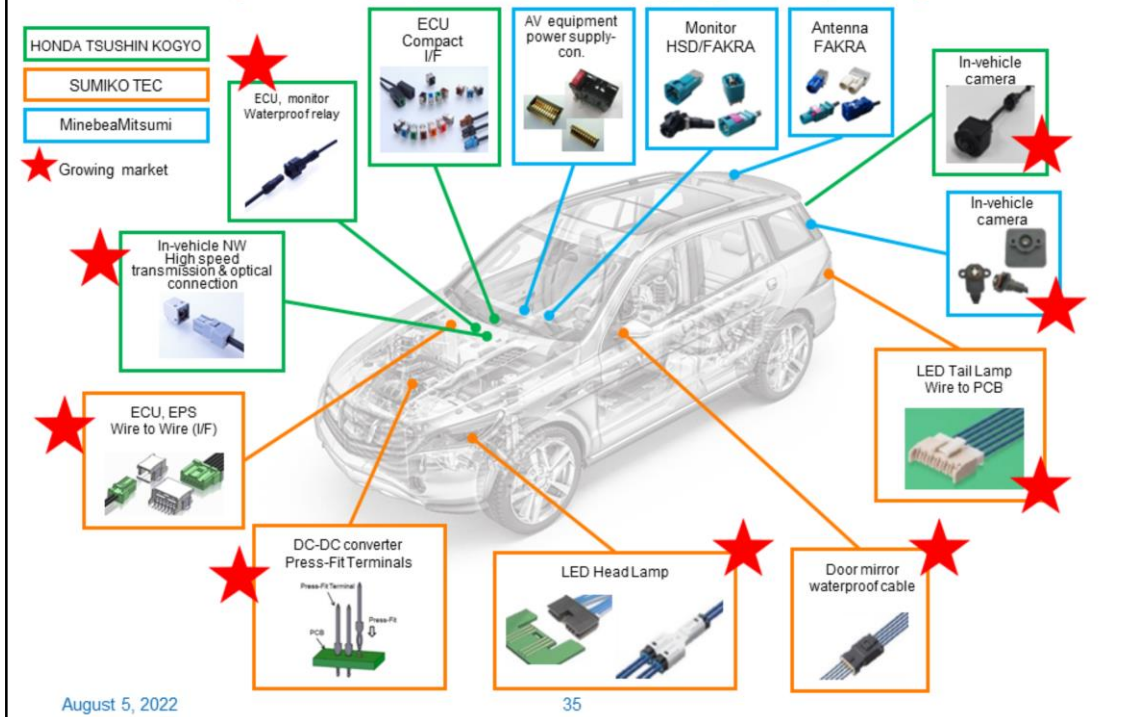 HONDA TSUSHIN KOGYO
SUMIKO TEC
MinebeaMitsumi
Growing market
ECU, monitor
Waterproof relay
ECU
Compact
I/F
AV equipment
power supply-
con.
Monitor
HSD/FAKRA
Antenna
FAKRA
In-vehicle
camera
In-vehicle
camera
In-vehicle NW
High speed
transmission & optical
connection
ECU, EPS
Wire to Wire (I/F)
LED Tail Lamp
Wire to PCB
DC-DC converter
Press-Fit Terminals
Press-Fit Terminal
Press-Fit
PCB
LED Head Lamp
Door mirror
waterproof cable
August 5, 2022
35